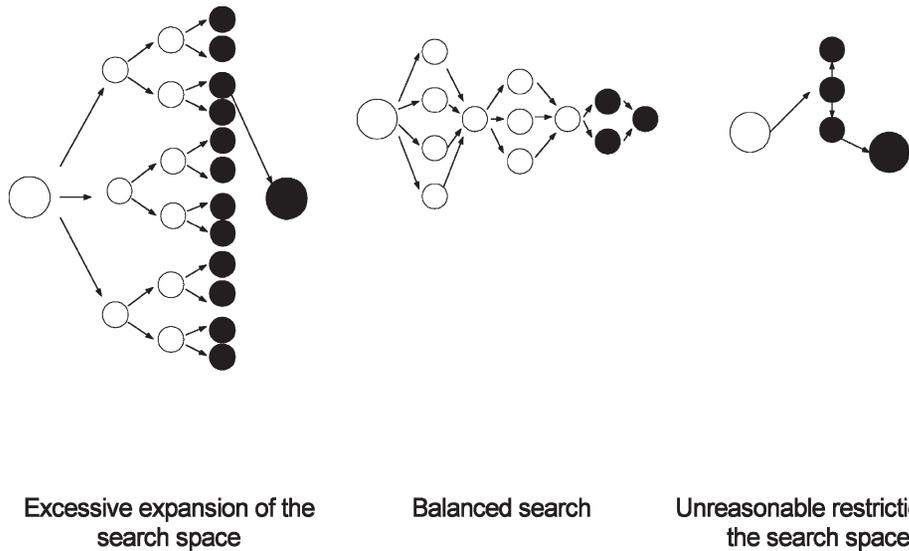 Excessive expansion of the
search space
Balanced search
Unreasonable
the search space